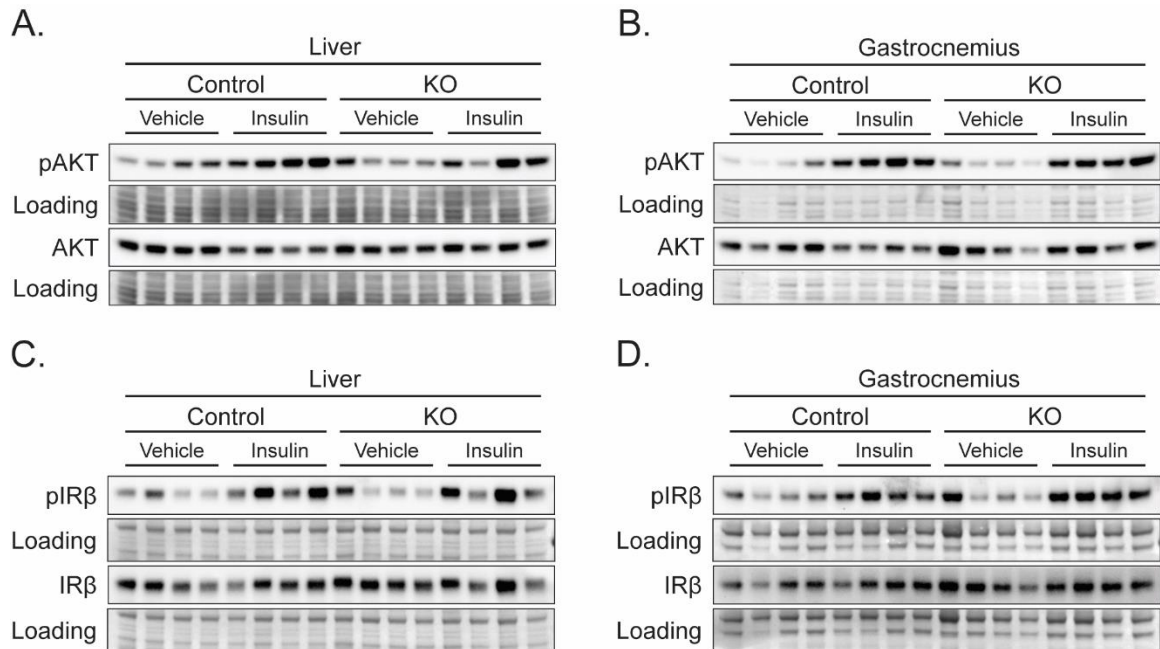 A.
Liver
Control KO
Vehicle Insulin Vehicle Insulin
pAKT
Loading
AKT
Loading
B.
Gastrocnemius
Control KO
Vehicle Insulin Vehicle Insulin
pAKT
Loading
AKT
Loading
C.
Liver
Control KO
Vehicle Insulin Vehicle Insulin
pIRβ
Loading
IRβ
Loading
D.
Gastrocnemius
Control KO
Vehicle Insulin Vehicle Insulin
pIRβ
Loading
IRβ
Loading